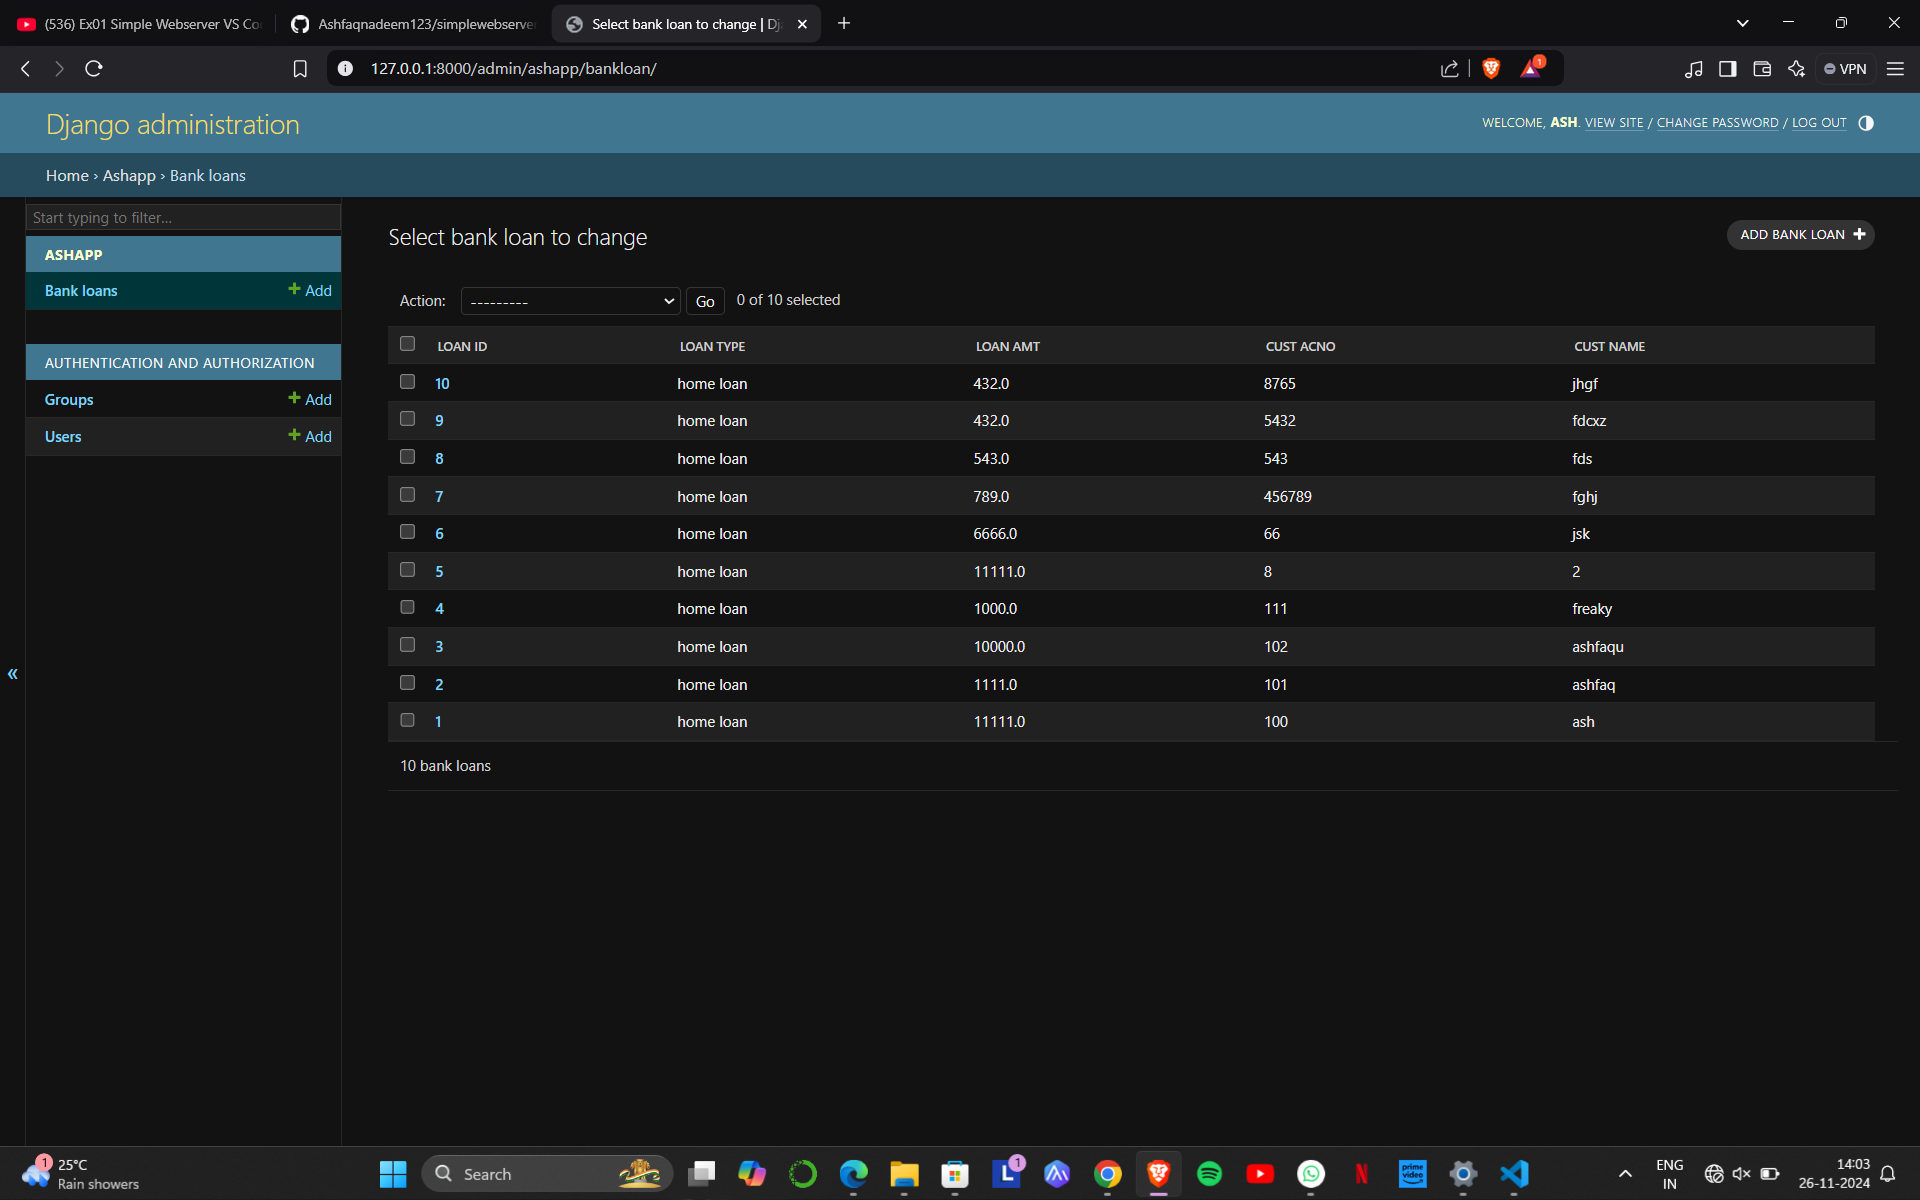 (536) Ex01 Simple Webserver VS Co
Ashfaqnadeem123/simplewebserve
Select bank loan to change | Dj
127.0.0.1:8000/admin/ashapp/bankloan/
1
VPN
Django administration
WELCOME, ASH. VIEW SITE / CHANGE PASSWORD / LOG OUT
Home › Ashapp › Bank loans
Start typing to filter...
ASHAPP
Bank loans + Add
AUTHENTICATION AND AUTHORIZATION
Groups + Add
Users + Add
«
Select bank loan to change
ADD BANK LOAN +
Action: --------- Go 0 of 10 selected
LOAN ID LOAN TYPE LOAN AMT CUST ACNO CUST NAME
10 home loan 432.0 8765 jhgf
9 home loan 432.0 5432 fdcxz
8 home loan 543.0 543 fds
7 home loan 789.0 456789 fghj
6 home loan 6666.0 66 jsk
5 home loan 11111.0 8 2
4 home loan 1000.0 111 freaky
3 home loan 10000.0 102 ashfaqu
2 home loan 1111.0 101 ashfaq
1 home loan 11111.0 100 ash
10 bank loans
1
25°C
Rain showers
Search
L
1
N
prime video
ENG
IN
14:03
26-11-2024